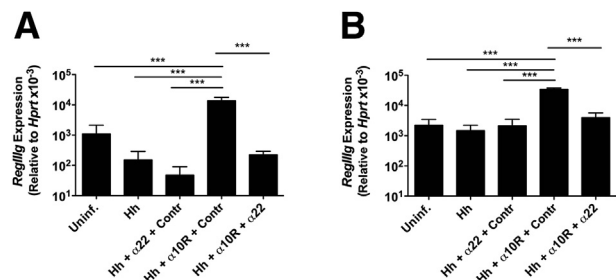 A
***
***
***
***
RegIIIg Expression
(Relative to Hprt x10-3)
10⁵
10⁴
10³
10²
10¹
Uninf.
Hh
Hh + α22 + Contr
Hh + α10R + Contr
Hh + α10R + α22
B
***
***
***
***
RegIIIg Expression
(Relative to Hprt x10-3)
10⁵
10⁴
10³
10²
10¹
Uninf.
Hh
Hh + α22 + Contr
Hh + α10R + Contr
Hh + α10R + α22